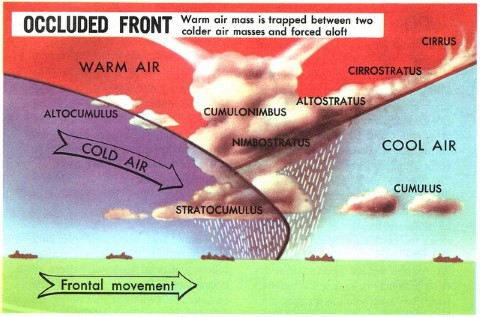 OCCLUDED FRONT
Warm air mass is trapped between two
colder air masses and forced aloft
CIRRUS
WARM AIR
CIRROSTRATUS
ALTOSTRATUS
ALTOCUMULUS
CUMULONIMBUS
NIMBOSTRATUS
COOL AIR
COLD AIR
CUMULUS
STRATOCUMULUS
Frontal movement